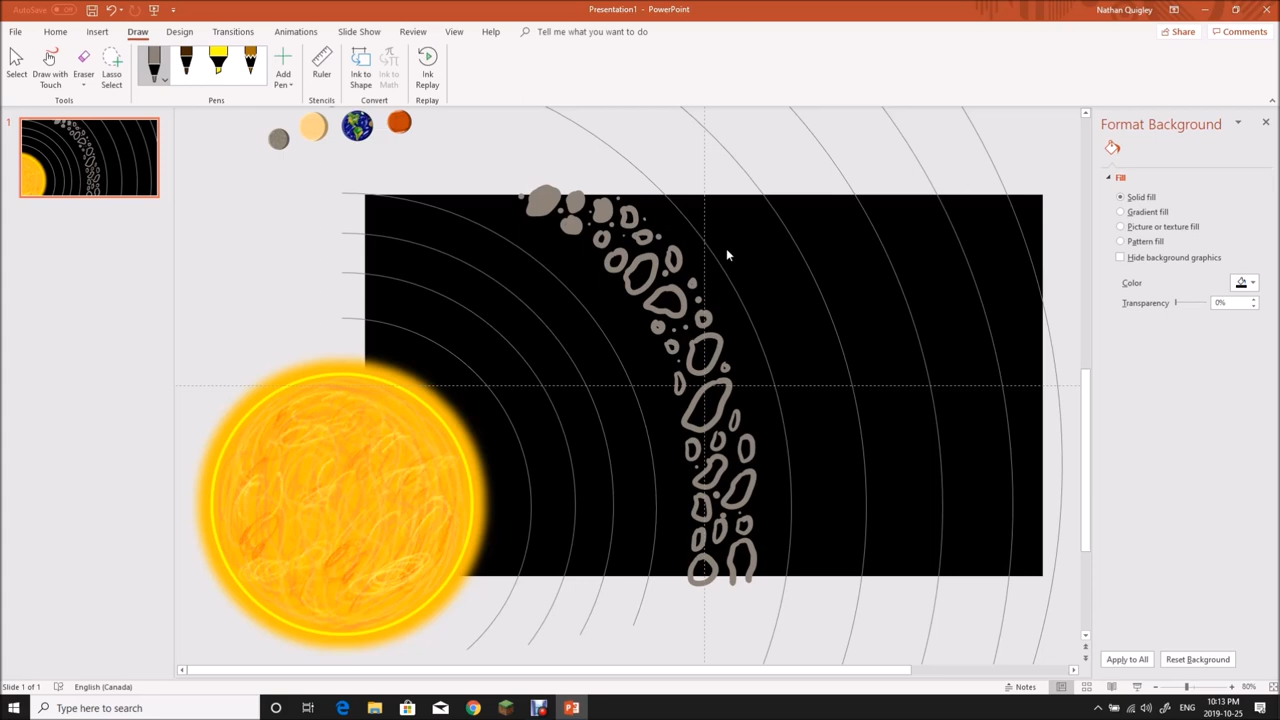 AutoSave Off
Presentation1 - PowerPoint
Nathan Quigley
File Home Insert Draw Design Transitions Animations Slide Show Review View Help Tell me what you want to do Share Comments
Select
Draw with Touch
Eraser
Lasso Select
Add Pen
Ruler
Ink to Shape
Ink to Math
Ink Replay
Tools Pens Stencils Convert Replay
1
Format Background
Fill
Solid fill
Gradient fill
Picture or texture fill
Pattern fill
Hide background graphics
Color
Transparency 0%
Apply to All Reset Background
Slide 1 of 1 English (Canada) Notes 80%
Type here to search
ENG
10:13 PM
2019-10-25